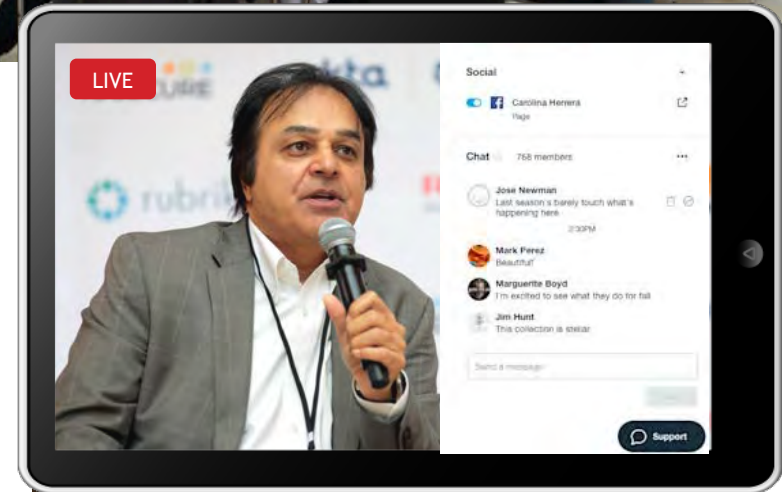 LIVE
CURE
kta
rubrik
Social
Carolina Herrera
Page
Chat
768 members
Jose Newman
Last season's barely touch what's
happening here
2:30PM
Mark Perez
Beautiful!
Marguerite Boyd
I'm excited to see what they do for fall
Jim Hunt
This collection is stellar
Send a message
Support